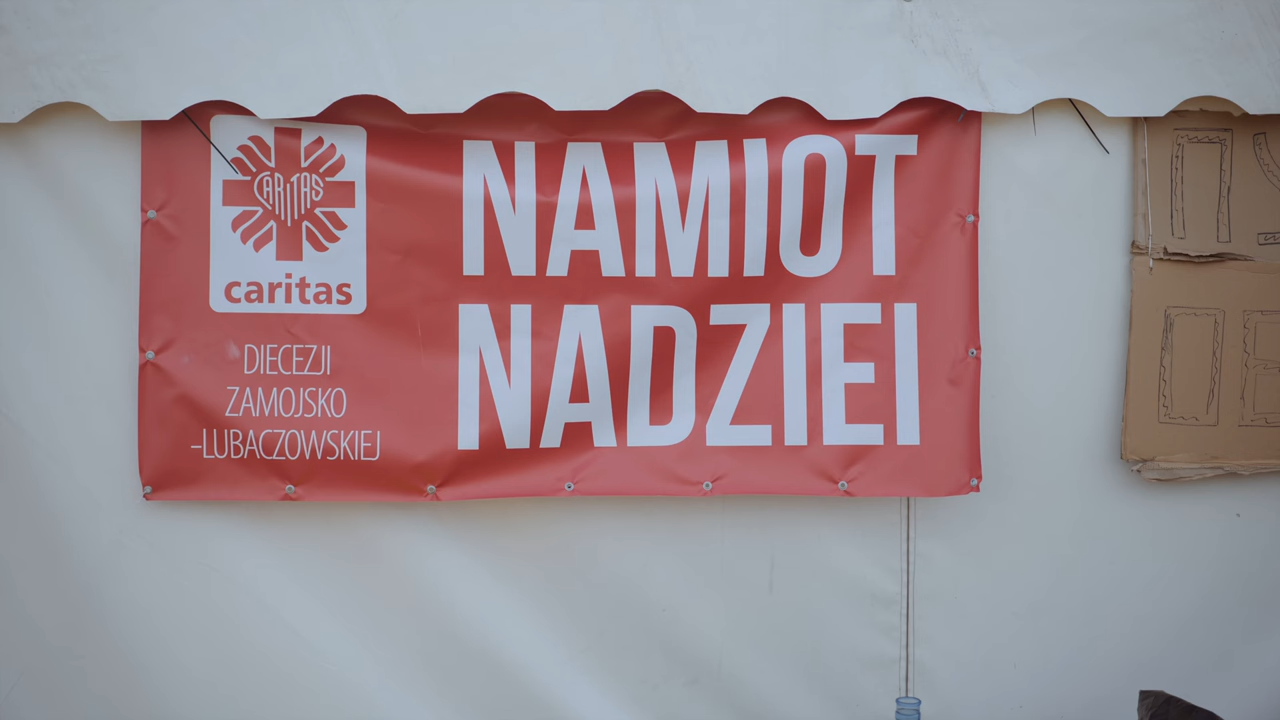 CARITAS
caritas
DIECEZJI
ZAMOJSKO
-LUBACZOWSKIEJ
NAMIOT
NADZIEI